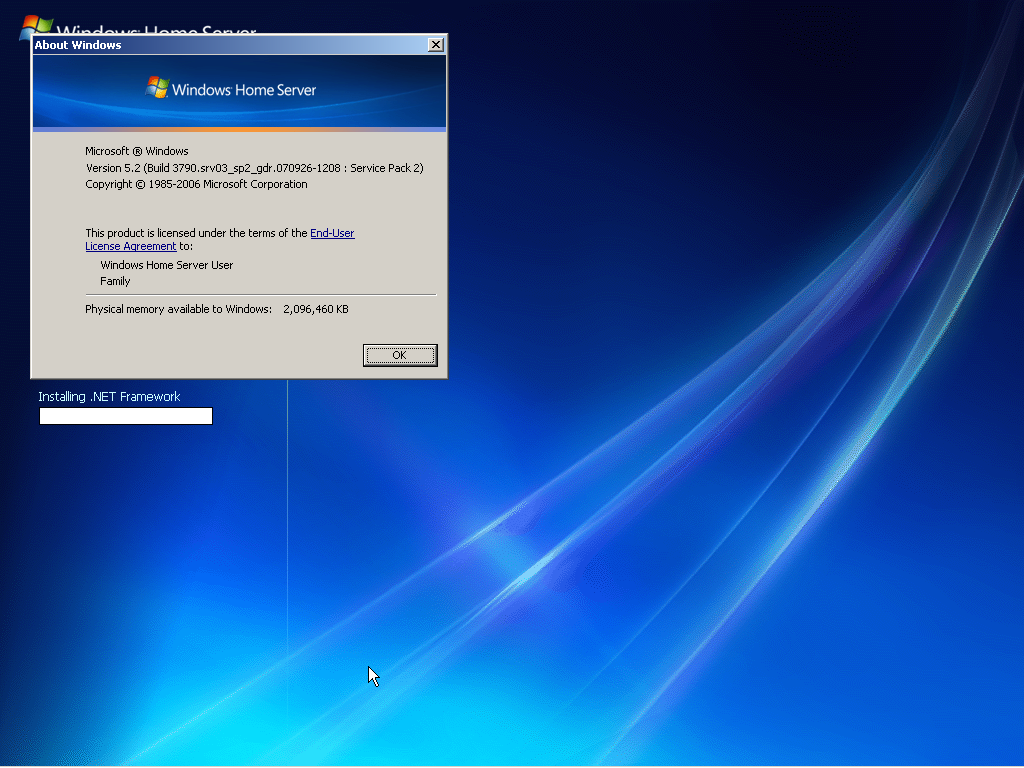 Windows Home Server
About Windows
Windows Home Server
Microsoft ® Windows
Version 5.2 (Build 3790.srv03_sp2_gdr.070926-1208 : Service Pack 2)
Copyright © 1985-2006 Microsoft Corporation
This product is licensed under the terms of the End-User
License Agreement to:
Windows Home Server User
Family
Physical memory available to Windows: 2,096,460 KB
OK
Installing .NET Framework